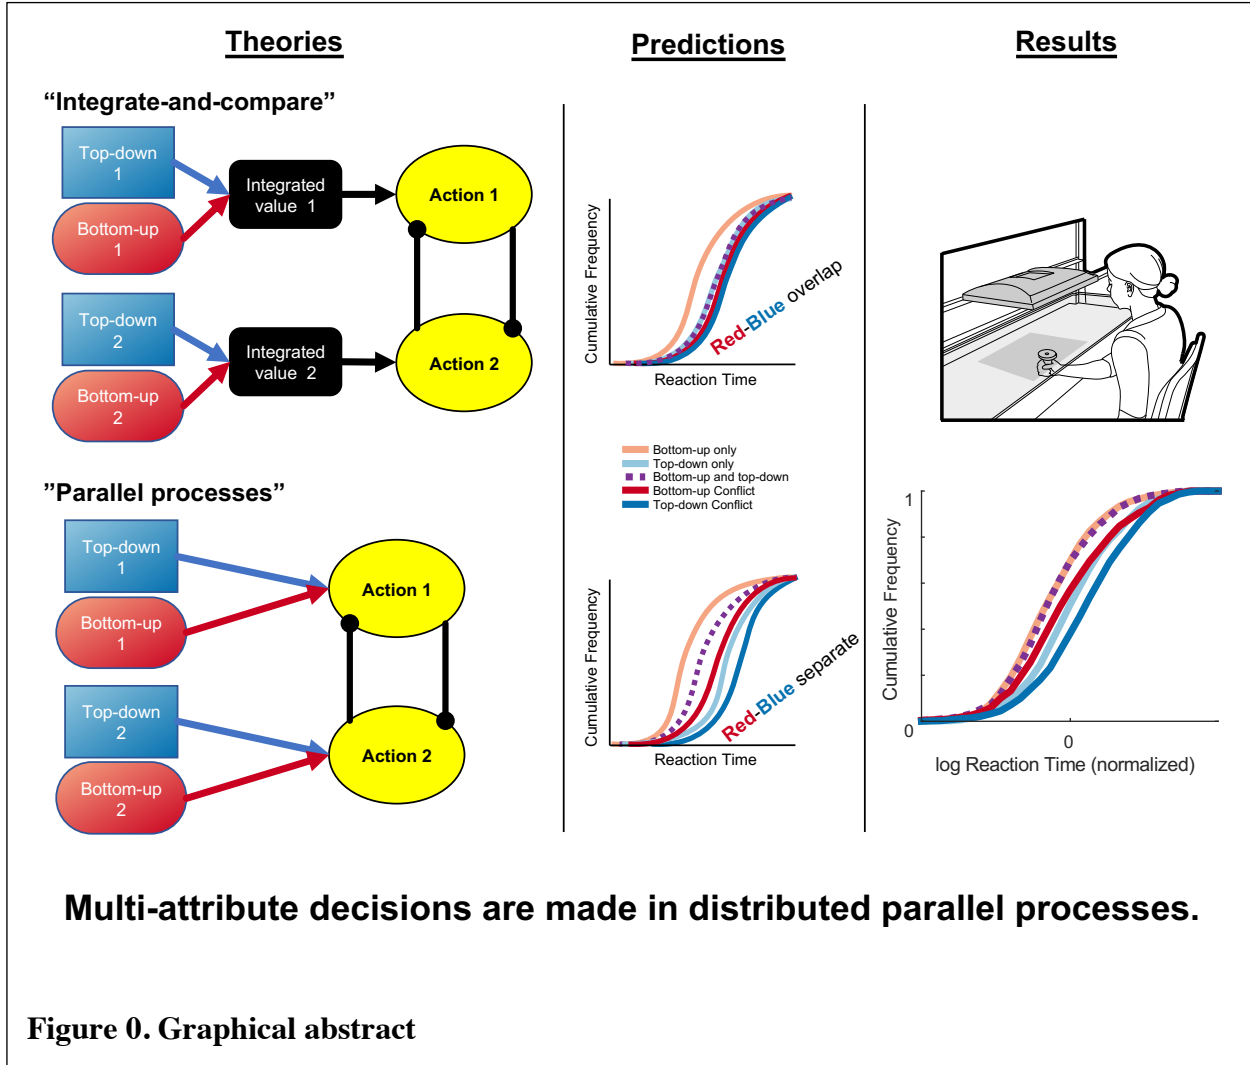 Theories
Predictions
Results
”Integrate-and-compare”
Top-down
1
Bottom-up
1
Integrated
value 1
Action 1
Top-down
2
Bottom-up
2
Integrated
value 2
Action 2
Cumulative Frequency
Reaction Time
Red-Blue overlap
Bottom-up only
Top-down only
Bottom-up and top-down
Bottom-up Conflict
Top-down Conflict
”Parallel processes”
Top-down
1
Bottom-up
1
Action 1
Top-down
2
Bottom-up
2
Action 2
Cumulative Frequency
Reaction Time
Red-Blue separate
Cumulative Frequency
1
0
0
0
log Reaction Time (normalized)
Multi-attribute decisions are made in distributed parallel processes.
Figure 0. Graphical abstract